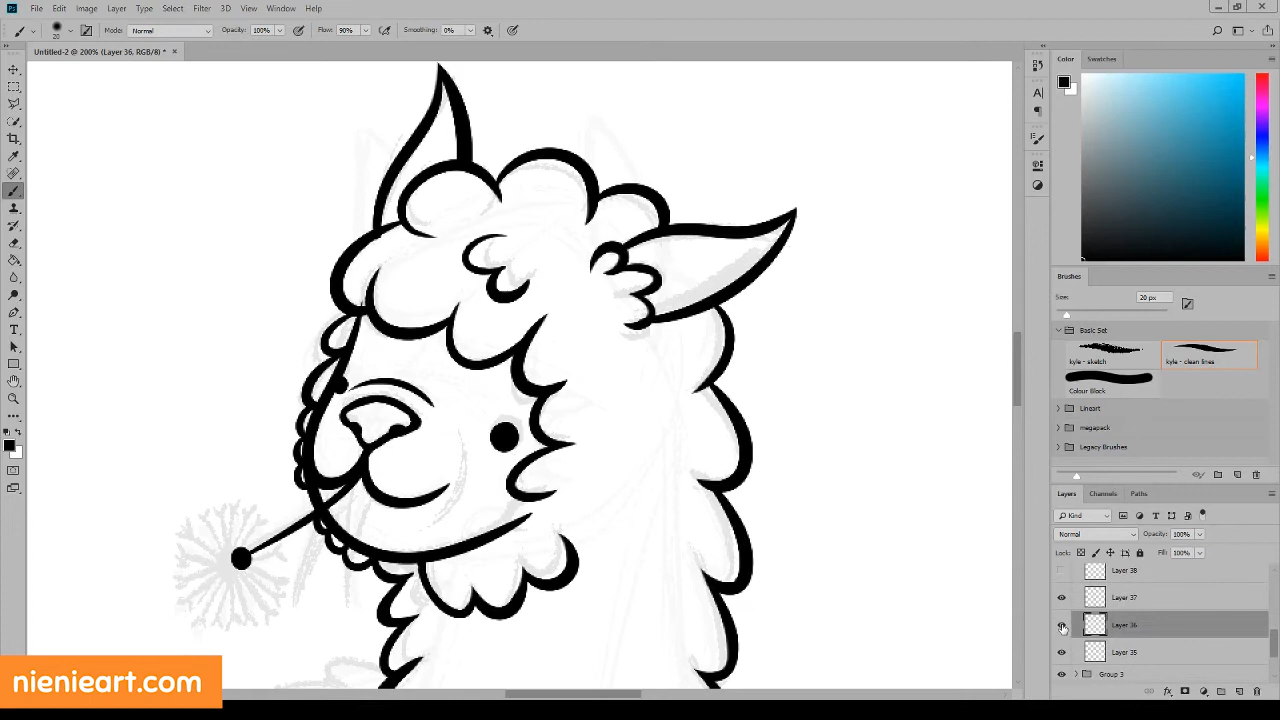 Ps File Edit Image Layer Type Select Filter 3D View Window Help
20 Mode: Normal Opacity: 100% Flow: 90% Smoothing: 0%
Untitled-2 @ 200% (Layer 36, RGB/8) * ×
Color Swatches
Brushes
Size: 20 px
Basic Set
kyle - sketch kyle - clean lines
Colour Block
Lineart
megapack
Legacy Brushes
Layers Channels Paths
Kind
Normal Opacity: 100%
Lock: Fill: 100%
Layer 38
Layer 37
Layer 36
Layer 35
Group 3
nienieart.com